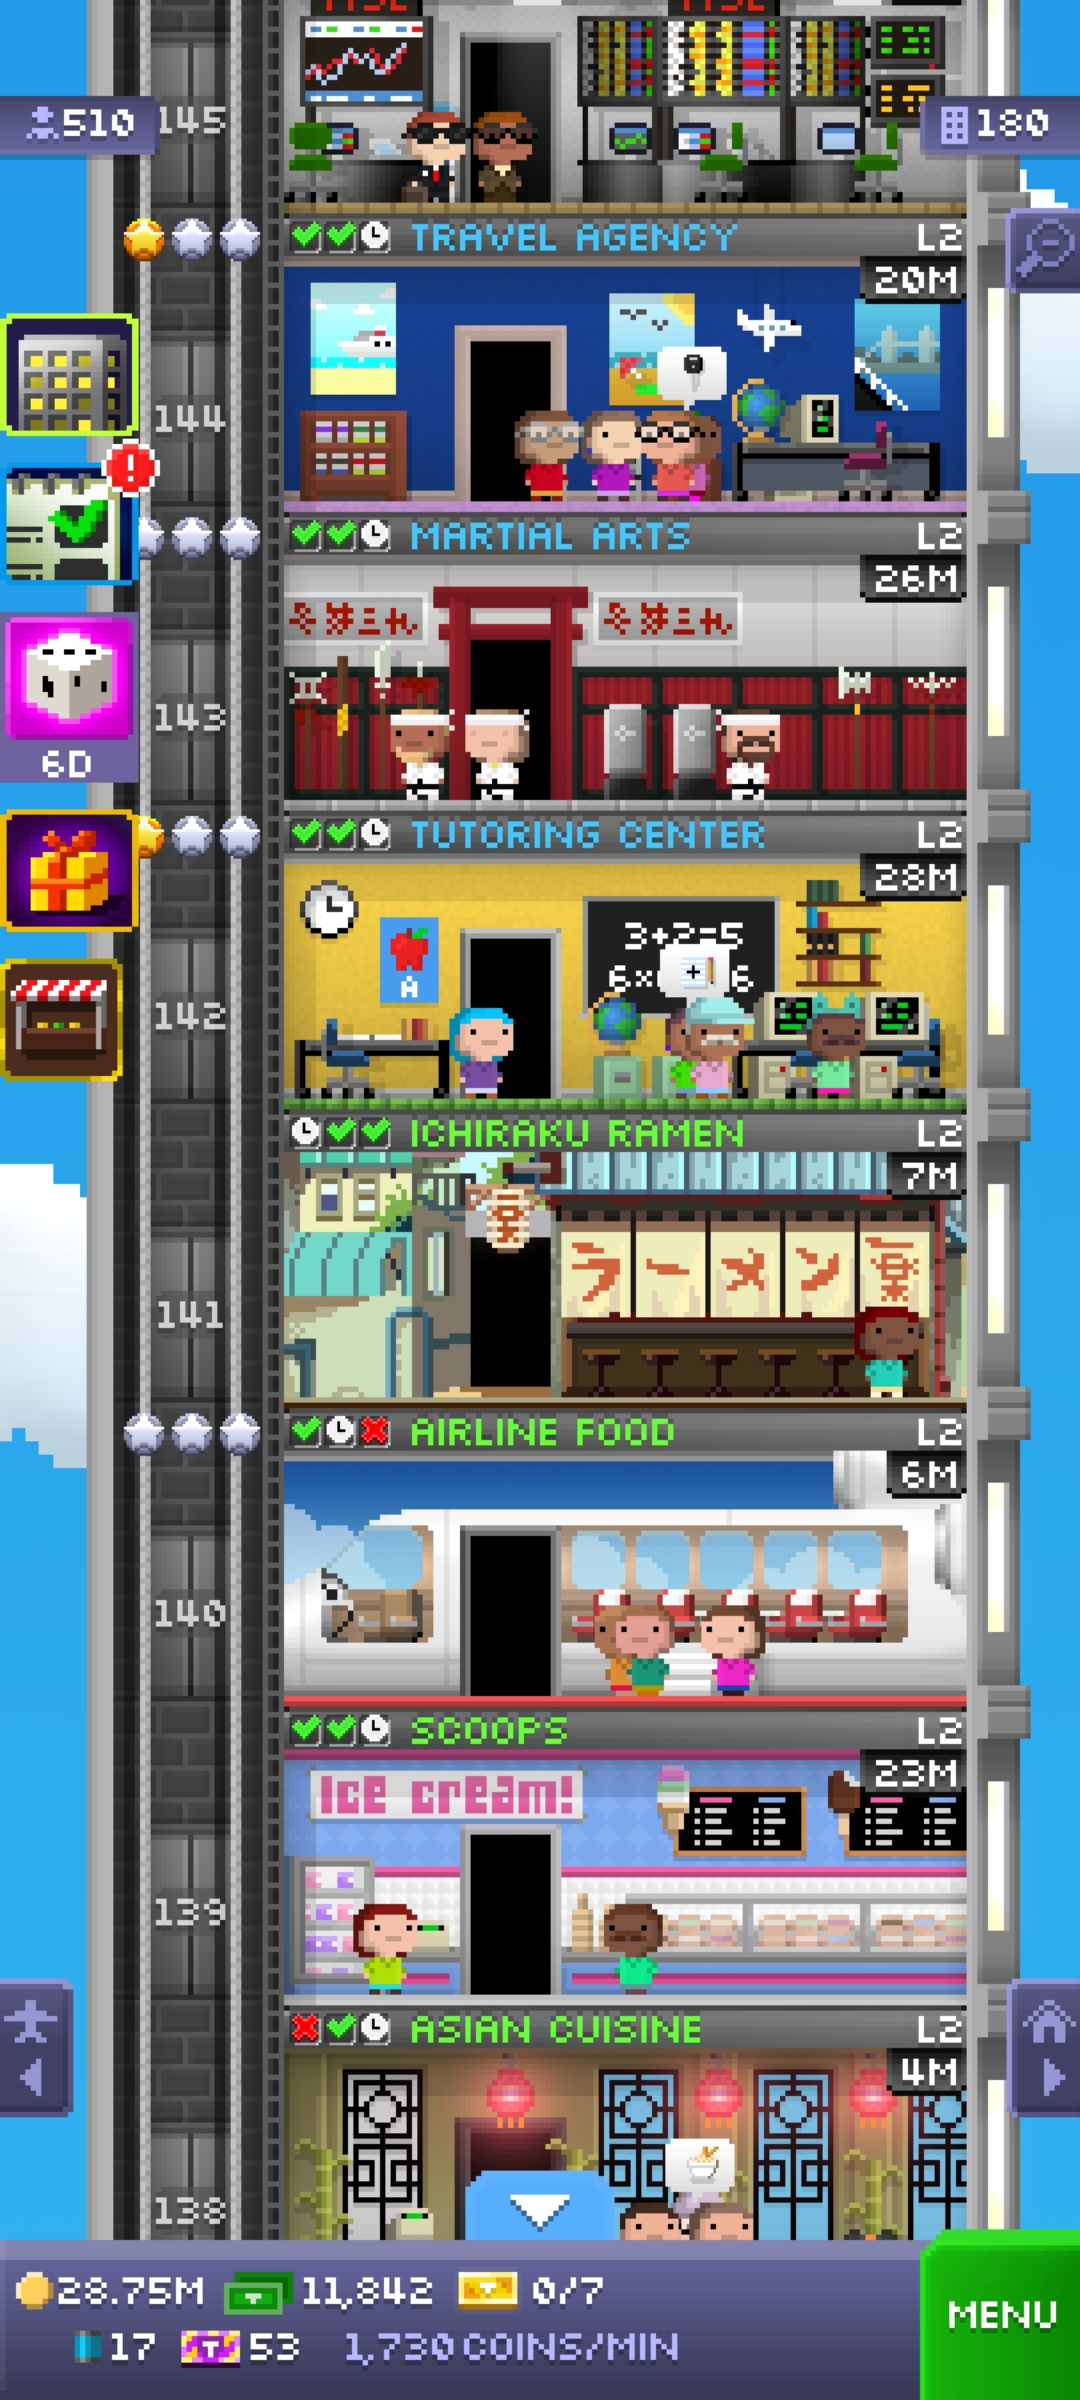 510
145
180
TRAVEL AGENCY
L2
20M
144
MARTIAL ARTS
L2
26M
143
6D
TUTORING CENTER
L2
28M
3+2=5
6×
6
A
142
ICHIRAKU RAMEN
L2
7M
ラーメン
141
AIRLINE FOOD
L2
6M
140
SCOOPS
L2
23M
Ice cream!
139
ASIAN CUISINE
L2
4M
138
28.75M
11,842
0/7
MENU
17
T
53
1,730 COINS/MIN